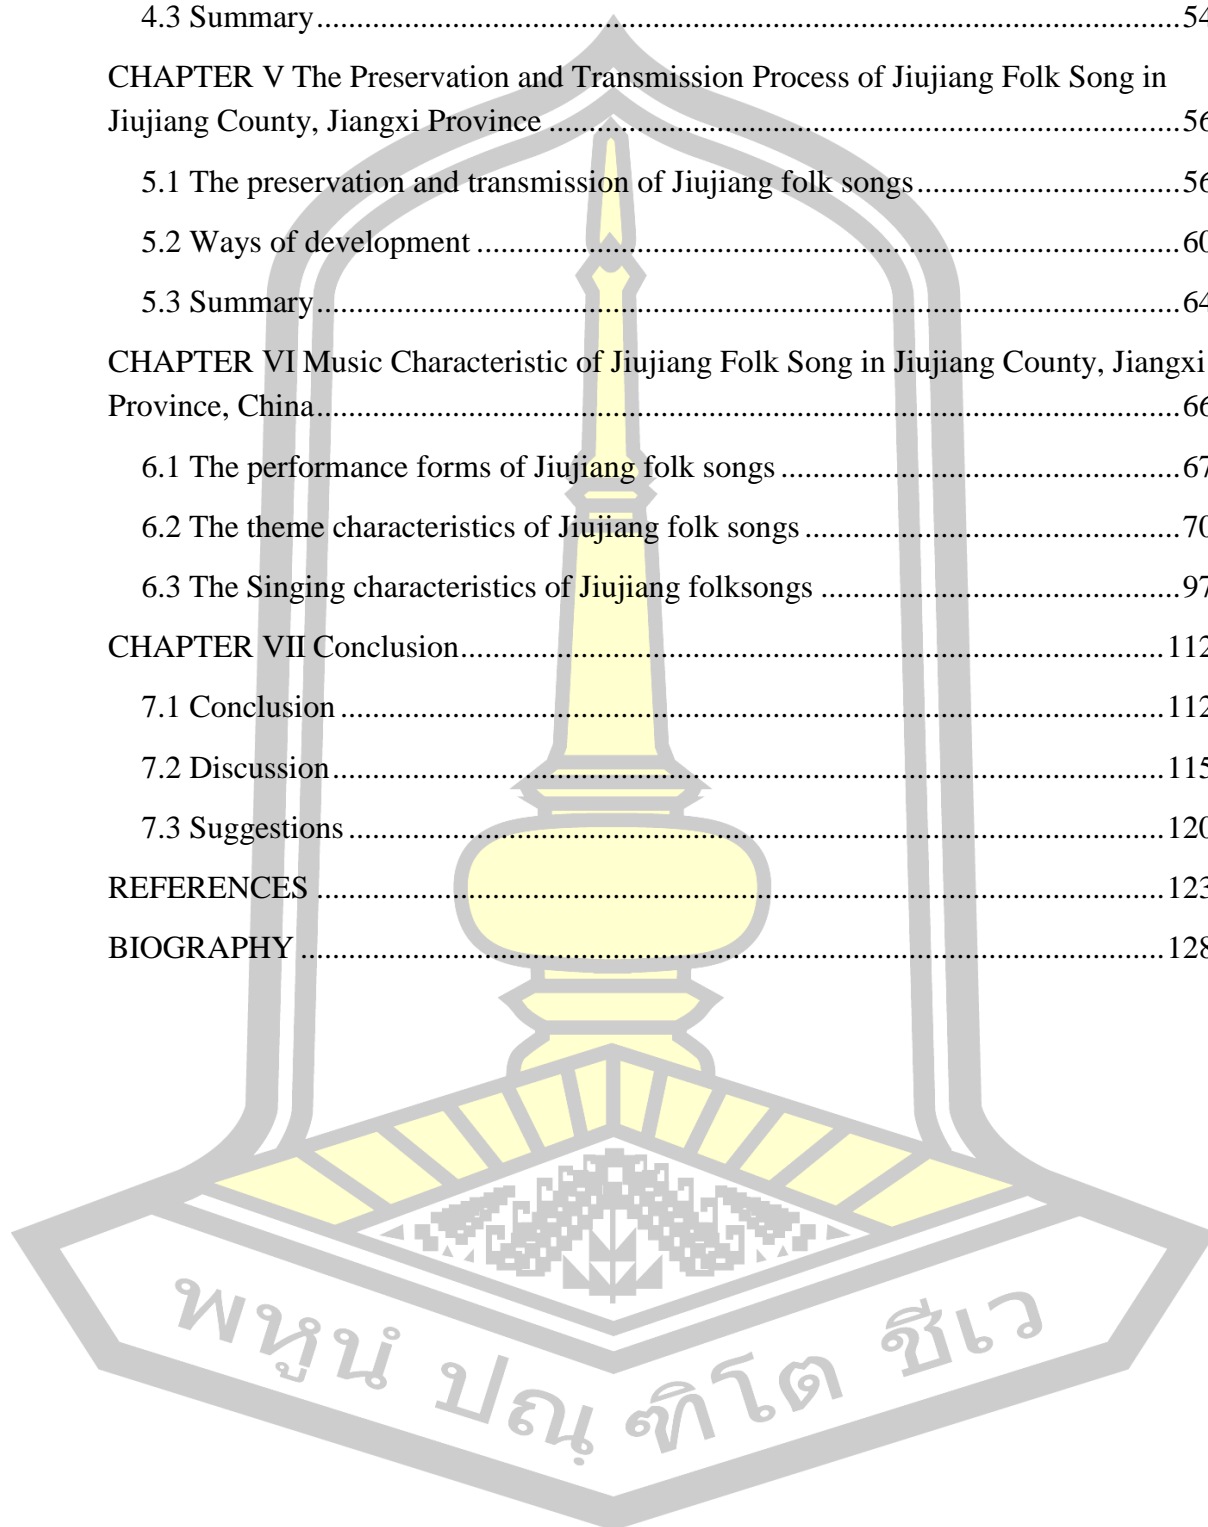 4.3 Summary....................................................................................................54
CHAPTER V The Preservation and Transmission Process of Jiujiang Folk Song in
Jiujiang County, Jiangxi Province.........................................................................56
5.1 The preservation and transmission of Jiujiang folk songs................................56
5.2 Ways of development...................................................................................60
5.3 Summary....................................................................................................64
CHAPTER VI Music Characteristic of Jiujiang Folk Song in Jiujiang County, Jiangxi
Province, China....................................................................................................66
6.1 The performance forms of Jiujiang folk songs................................................67
6.2 The theme characteristics of Jiujiang folk songs.............................................70
6.3 The Singing characteristics of Jiujiang folksongs...........................................97
CHAPTER VII Conclusion...................................................................................112
7.1 Conclusion.................................................................................................112
7.2 Discussion..................................................................................................115
7.3 Suggestions................................................................................................120
REFERENCES....................................................................................................123
BIOGRAPHY......................................................................................................128
พหูนํ ปณฺฑิโต ชีเว